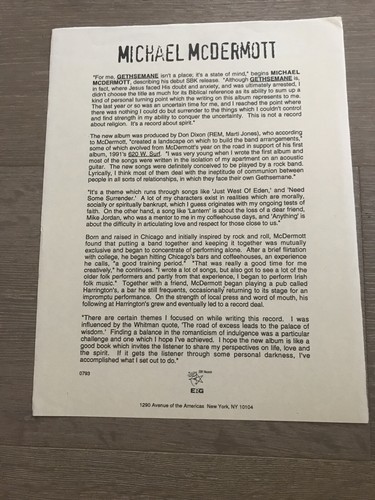 MICHAEL MCDERMOTT
"For me, GETHSEMANE isn't a place; it's a state of mind," begins MICHAEL
MCDERMOTT, describing his debut SBK release. "Although GETHSEMANE is,
in fact, where Jesus faced His doubt and anxiety, and was ultimately arrested, I
didn't choose the title as much for its Biblical reference as its ability to sum up a
kind of personal turning point which the writing on this album represents to me.
The last year or so was an uncertain time for me, and I reached the point where
there was nothing I could do but surrender to the things which I couldn't control
and find strength in my ability to conquer the uncertainty. This is not a record
about religion. It's a record about spirit."
The new album was produced by Don Dixon (REM, Marti Jones), who according
to McDermott, "created a landscape on which to build the band arrangements,"
some of which evolved from McDermott's year on the road in support of his first
album, 1991's 620 W. Surf. "I was very young when I wrote the first album and
most of the songs were written in the isolation of my apartment on an acoustic
guitar. The new songs were definitely conceived to be played by a rock band.
Lyrically, I think most of them deal with the ineptitude of communion between
people in all sorts of relationships, in which they face their own Gethsemane."
"It's a theme which runs through songs like 'Just West Of Eden,' and 'Need
Some Surrender.' A lot of my characters exist in realities which are morally,
socially or spiritually bankrupt, which I guess originates with my ongoing tests of
faith. On the other hand, a song like 'Lantern' is about the loss of a dear friend,
Mike Jordan, who was a mentor to me in my coffeehouse days, and 'Anything' is
about the difficulty in articulating love and respect for those close to us."
Born and raised in Chicago and initially inspired by rock and roll, McDermott
found that putting a band together and keeping it together was mutually
exclusive and began to concentrate of performing alone. After a brief flirtation
with college, he began hitting Chicago's bars and coffeehouses, an experience
he calls, "a good training period." "That was really a good time for me
creatively," he continues. "I wrote a lot of songs, but also got to see a lot of the
older folk performers and partly from that experience, I began to perform Irish
folk music." Together with a friend, McDermott began playing a pub called
Harrington's, a bar he still frequents, occasionally returning to its stage for an
impromptu performance. On the strength of local press and word of mouth, his
following at Harrington's grew and eventually led to a record deal.
"There are certain themes I focused on while writing this record. I was
influenced by the Whitman quote, 'The road of excess leads to the palace of
wisdom.' Finding a balance in the romanticism of indulgence was a particular
challenge and one which I hope I've achieved. I hope the new album is like a
good book which invites the listener to share my perspectives on life, love and
the spirit. If it gets the listener through some personal darkness, I've
accomplished what I set out to do."
0793
1290 Avenue of the Americas New York, NY 10104